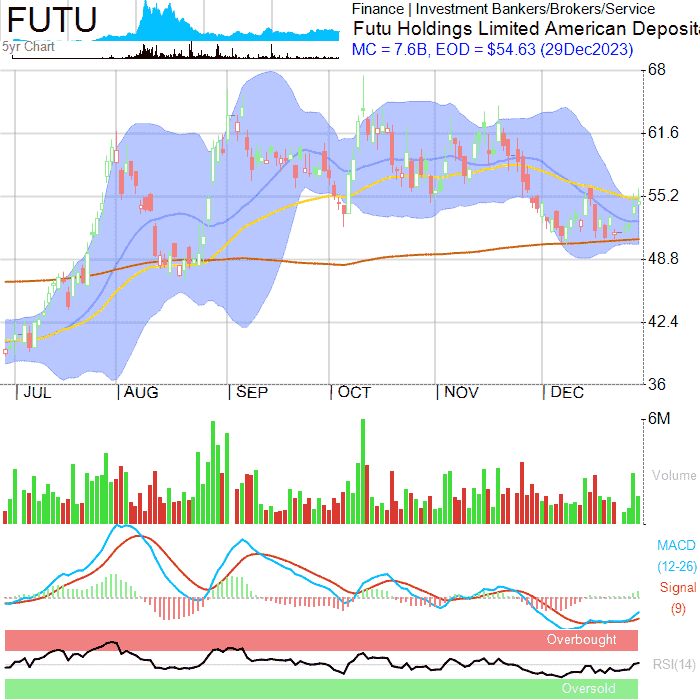 FUTU
5yr Chart
Finance | Investment Bankers/Brokers/Service
Futu Holdings Limited American Deposit
MC = 7.6B, EOD = $54.63 (29Dec2023)
68
61.6
55.2
48.8
42.4
36
JUL AUG SEP OCT NOV DEC
6M
Volume
MACD
(12-26)
Signal
(9)
Overbought
RSI(14)
Oversold